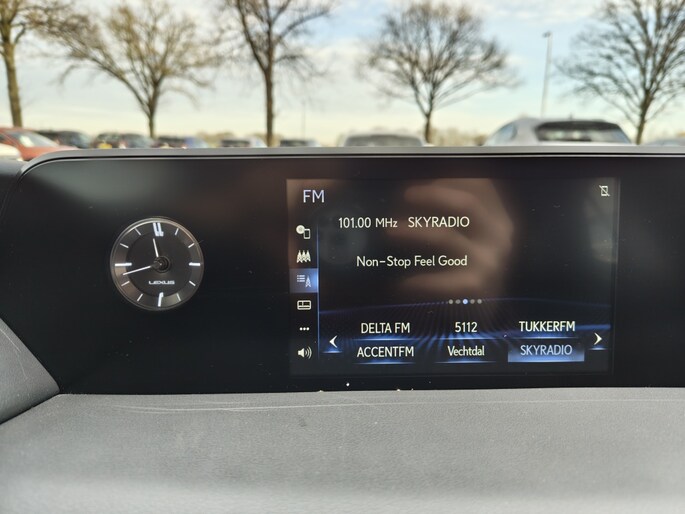 FM
101.00 MHz SKYRADIO
Non-Stop Feel Good
LEXUS
DELTA FM 5112 TUKKERFM
ACCENTFM Vechtdal SKYRADIO